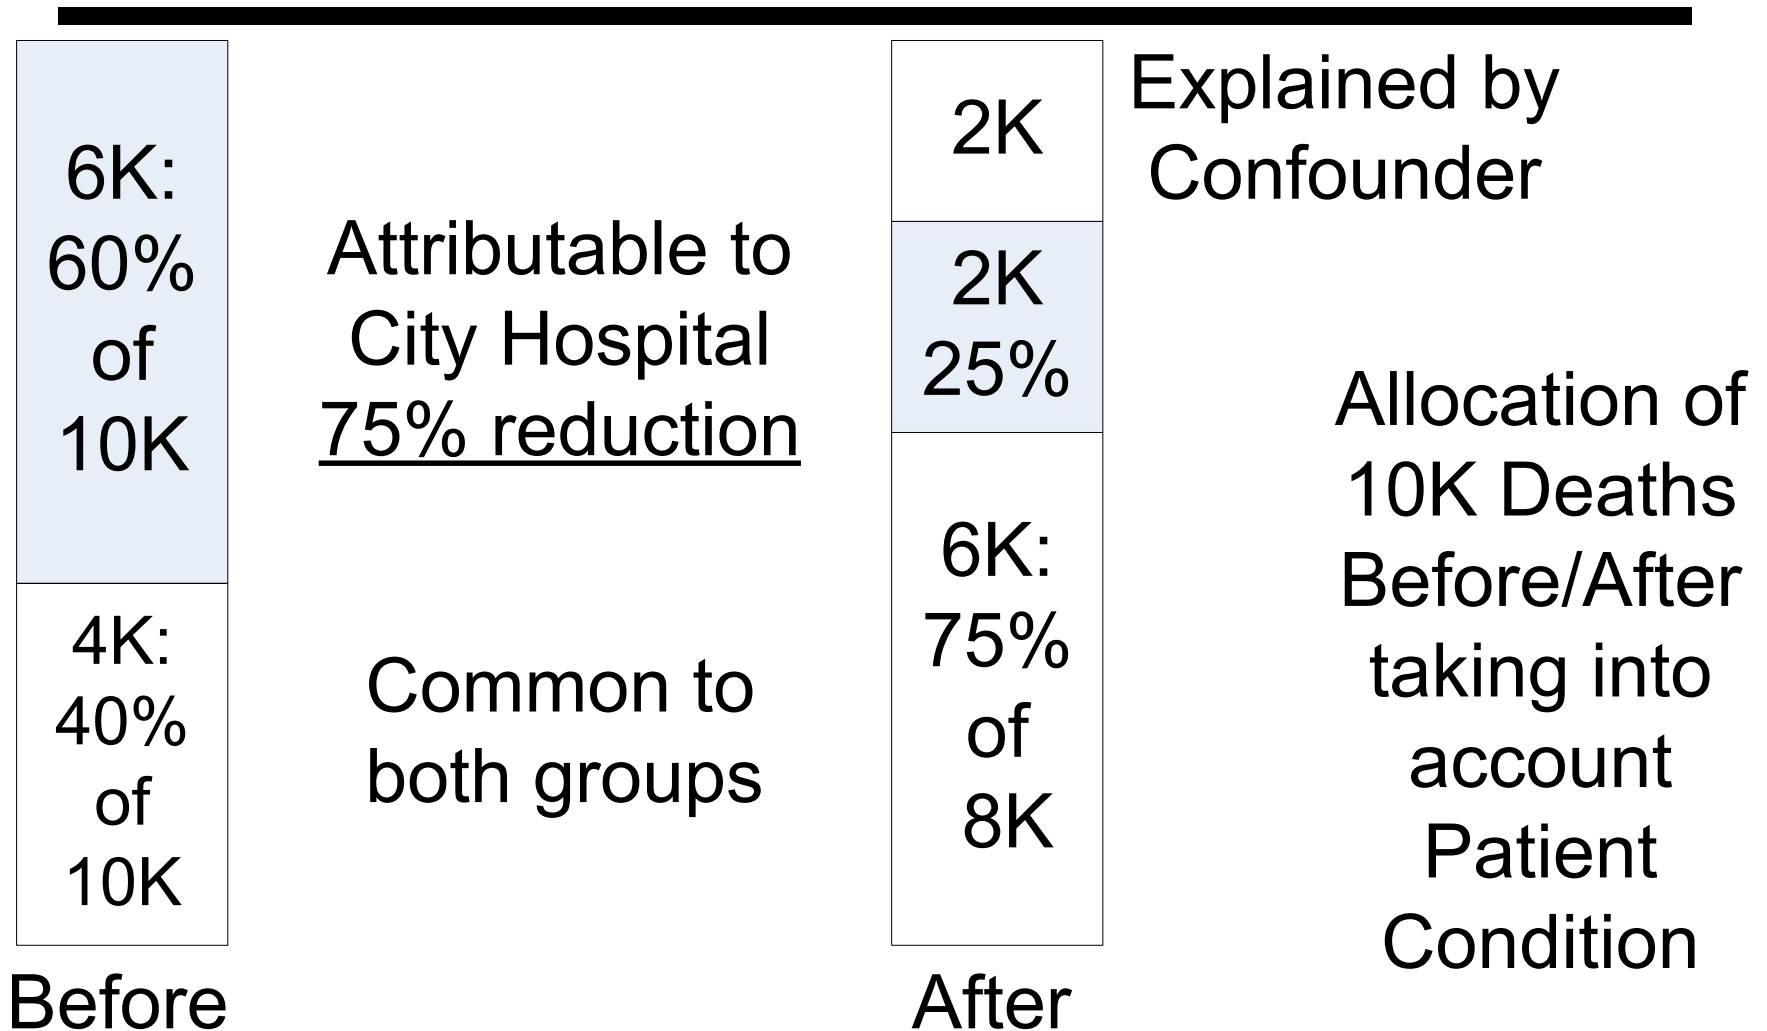 6K:
60%
of
10K
4K:
40%
of
10K
Before
Attributable to
City Hospital
75% reduction
Common to
both groups
2K
2K
25%
6K:
75%
of
8K
After
Explained by
Confounder
Allocation of
10K Deaths
Before/After
taking into
account
Patient
Condition